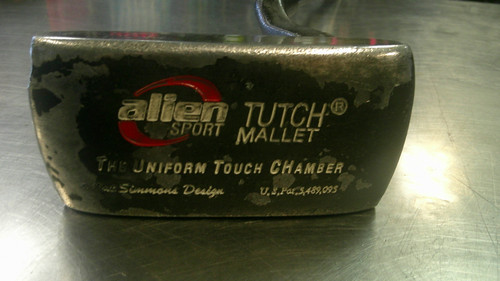 alien TUTCH®
SPORT MALLET
THE UNIFORM TOUCH CHAMBER
Simmons Design U.S. Pat. 5,489,095